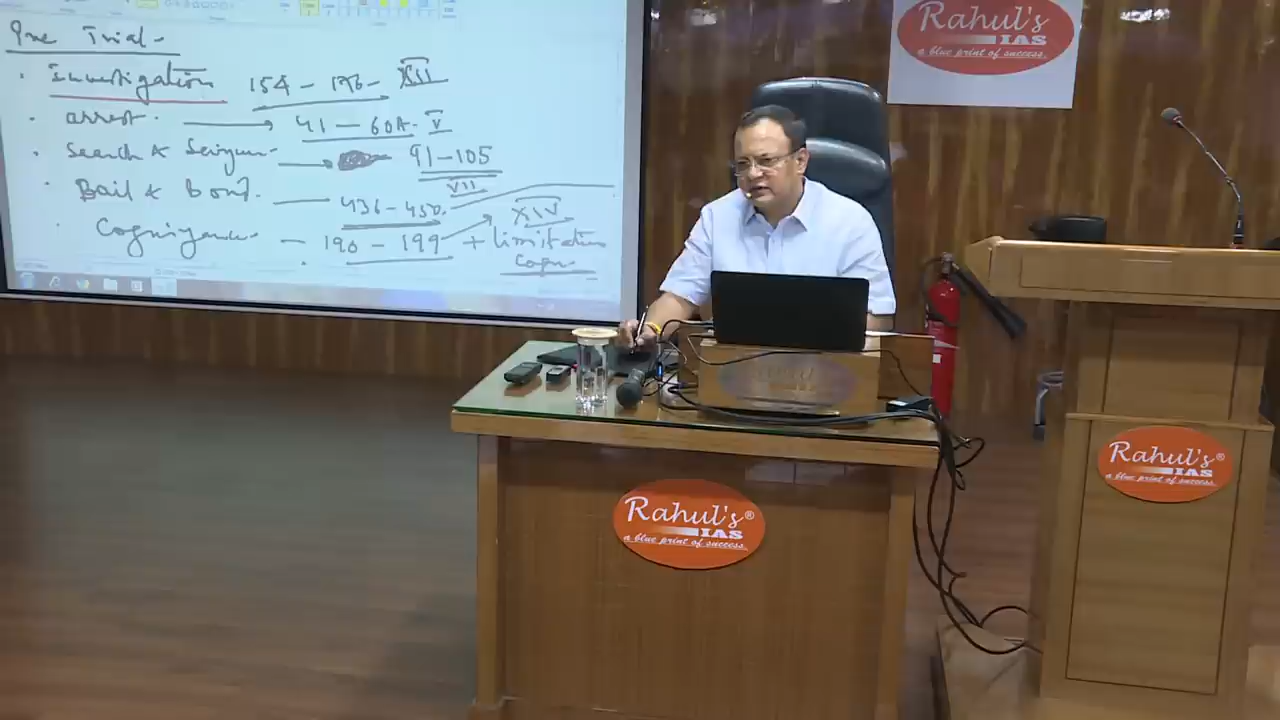 Pre Trial-
. Investigation 154 - 176 - XII
. arrest. → 41 - 60A. V
. Search & Seizure → 91-105
VII
. Bail & Bond. — 436-450.
XIV
. Cognizance - 190 - 199 + limitation
Cogn.
Rahul's
IAS
a blue print of success.
Rahul's®
IAS
a blue print of success.
Rahul's®
IAS
a blue print of success.